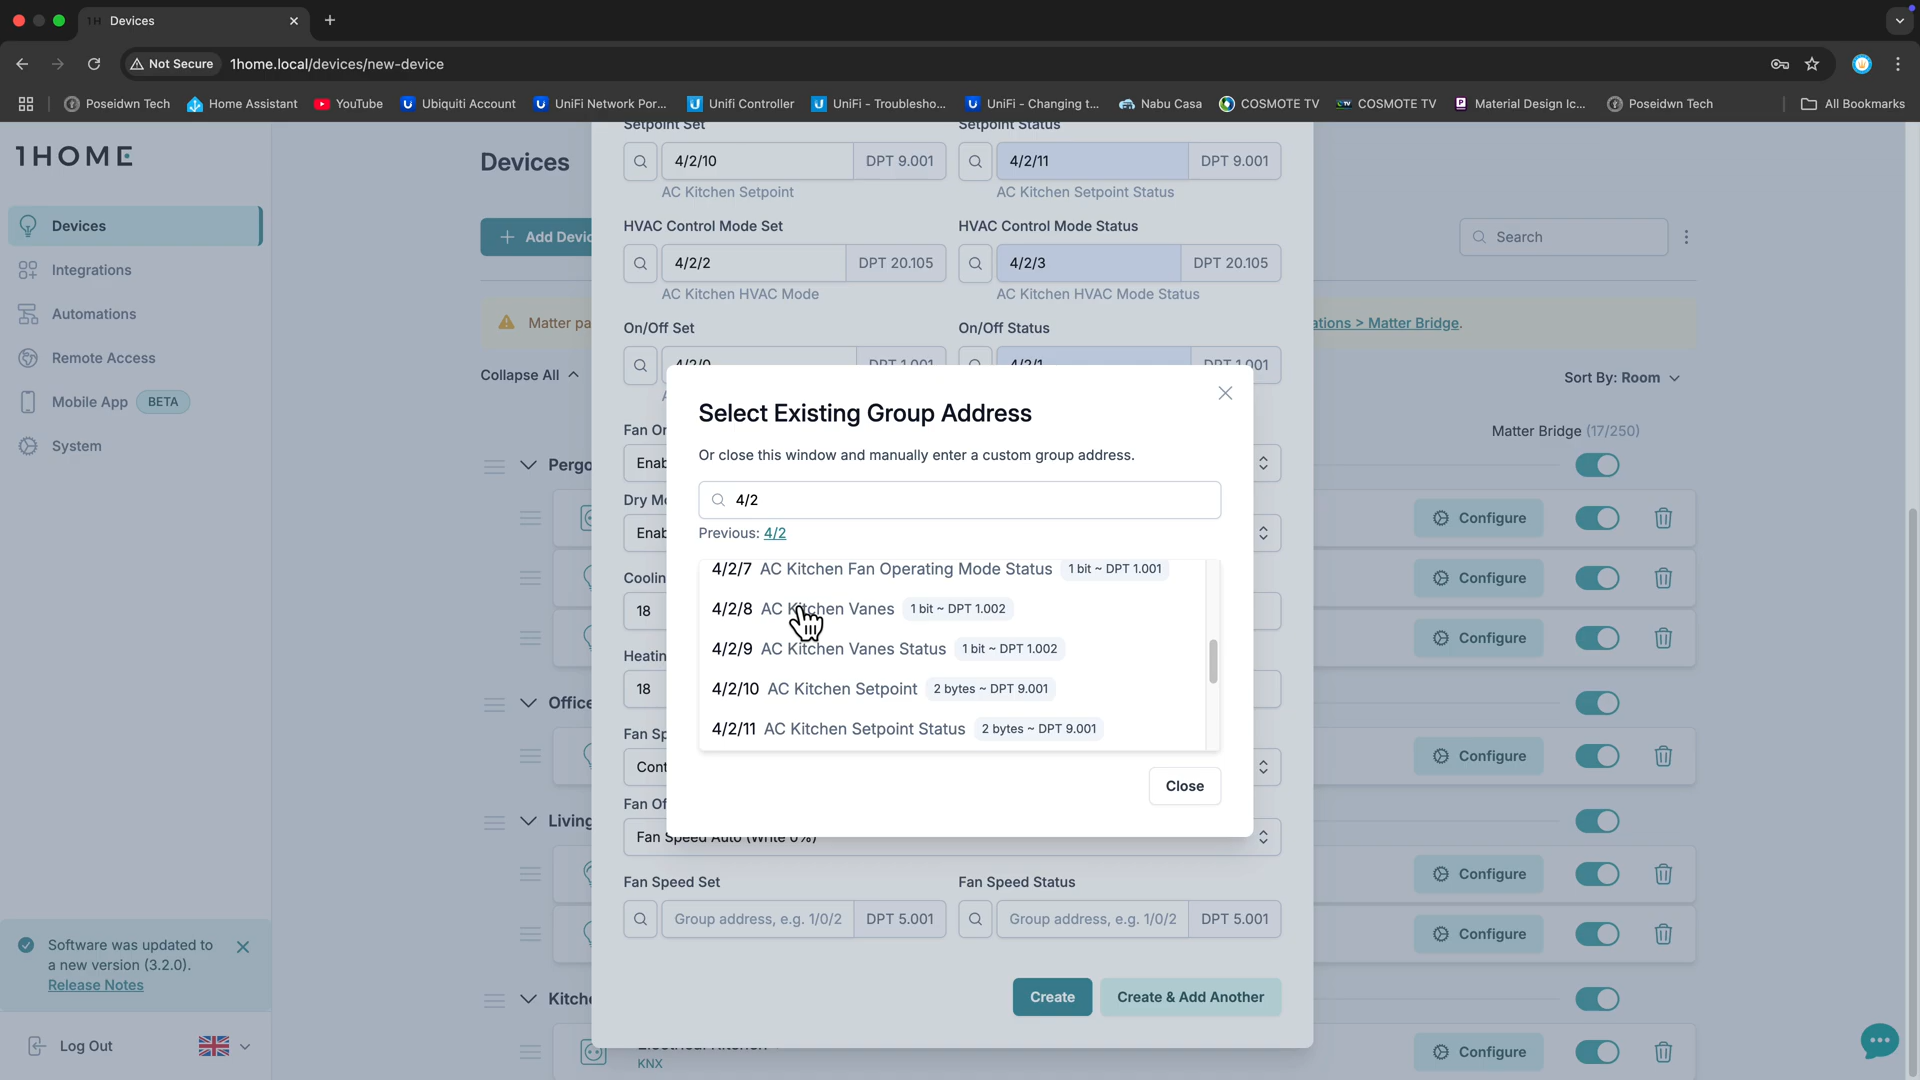 Devices
Not Secure
1home.local/devices/new-device
Poseidwn Tech
Home Assistant
YouTube
Ubiquiti Account
UniFi Network Por...
Unifi Controller
UniFi - Troublesho...
UniFi - Changing t...
Nabu Casa
COSMOTE TV
COSMOTE TV
Material Design Ic...
Poseidwn Tech
All Bookmarks
1HOME
Devices
Integrations
Automations
Remote Access
Mobile App BETA
System
Software was updated to
a new version (3.2.0).
Release Notes
Log Out
Devices
Add Devic
Search
Matter pa
ations > Matter Bridge.
Collapse All
Sort By: Room
Matter Bridge (17/250)
Pergo
Configure
Configure
Configure
Office
Configure
Living
Configure
Configure
Kitche
Configure
KNX
Setpoint Set
Setpoint Status
4/2/10 DPT 9.001
4/2/11 DPT 9.001
AC Kitchen Setpoint
AC Kitchen Setpoint Status
HVAC Control Mode Set
HVAC Control Mode Status
4/2/2 DPT 20.105
4/2/3 DPT 20.105
AC Kitchen HVAC Mode
AC Kitchen HVAC Mode Status
On/Off Set
On/Off Status
4/2/0 DPT 1.001
4/2/1 DPT 1.001
Fan On
Enab
Dry Mo
Enab
Coolin
18
Heatin
18
Fan Sp
Cont
Fan Of
Fan Speed Auto (Write 0%)
Fan Speed Set
Fan Speed Status
Group address, e.g. 1/0/2 DPT 5.001
Group address, e.g. 1/0/2 DPT 5.001
Create
Create & Add Another
Select Existing Group Address
Or close this window and manually enter a custom group address.
4/2
Previous: 4/2
4/2/7 AC Kitchen Fan Operating Mode Status 1 bit ~ DPT 1.001
4/2/8 AC Kitchen Vanes 1 bit ~ DPT 1.002
4/2/9 AC Kitchen Vanes Status 1 bit ~ DPT 1.002
4/2/10 AC Kitchen Setpoint 2 bytes ~ DPT 9.001
4/2/11 AC Kitchen Setpoint Status 2 bytes ~ DPT 9.001
Close